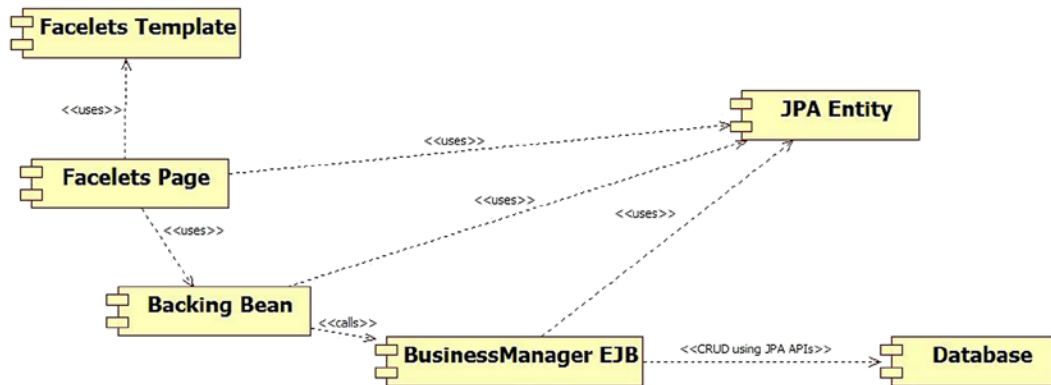 Facelets Template
<<uses>>
JPA Entity
<<uses>>
Facelets Page
<<uses>>
<<uses>>
<<uses>>
Backing Bean
<<calls>>
BusinessManager EJB
<<CRUD using JPA APIs>>
Database